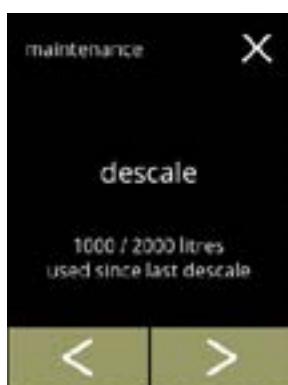 maintenance
descale
1000 / 2000 litres
used since last descale